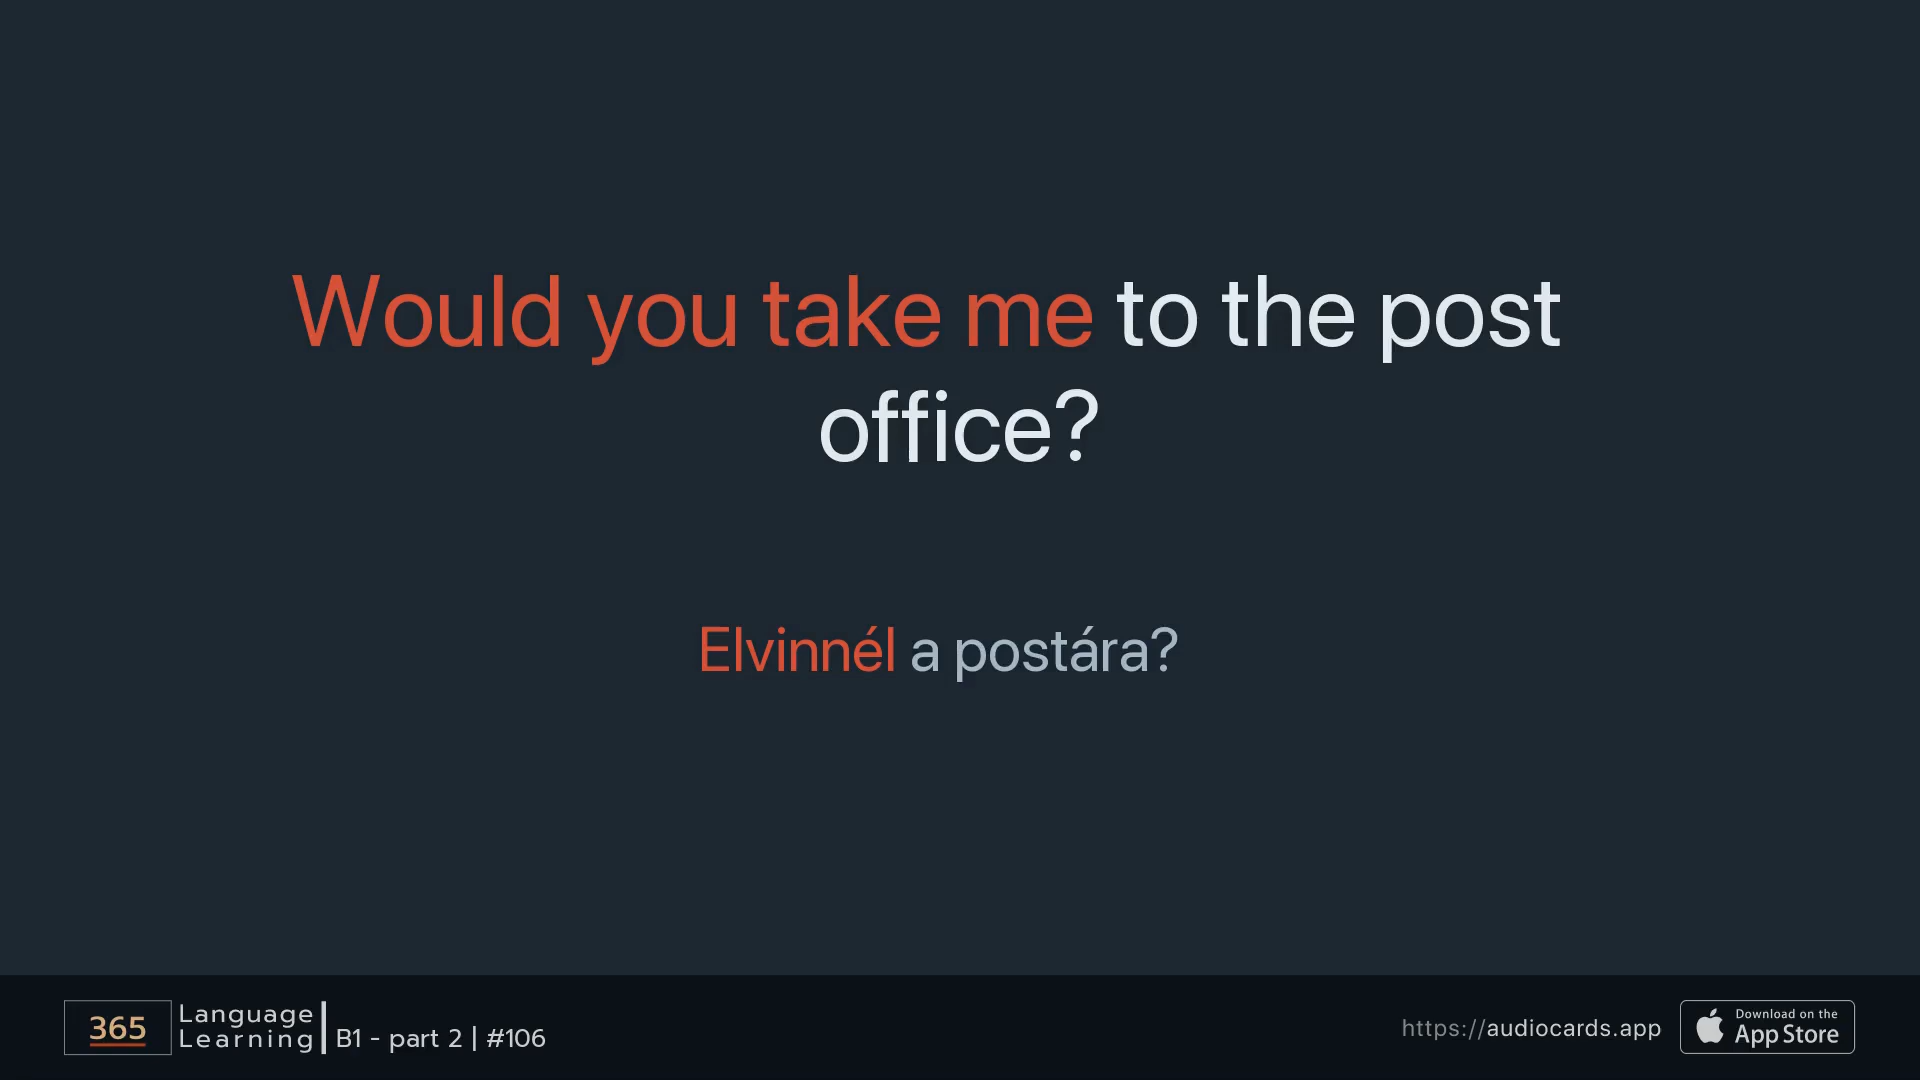 Would you take me to the post
office?
Elvinnél a postára?
365 Language Learning
B1 - part 2 | #106
https://audiocards.app
Download on the
App Store